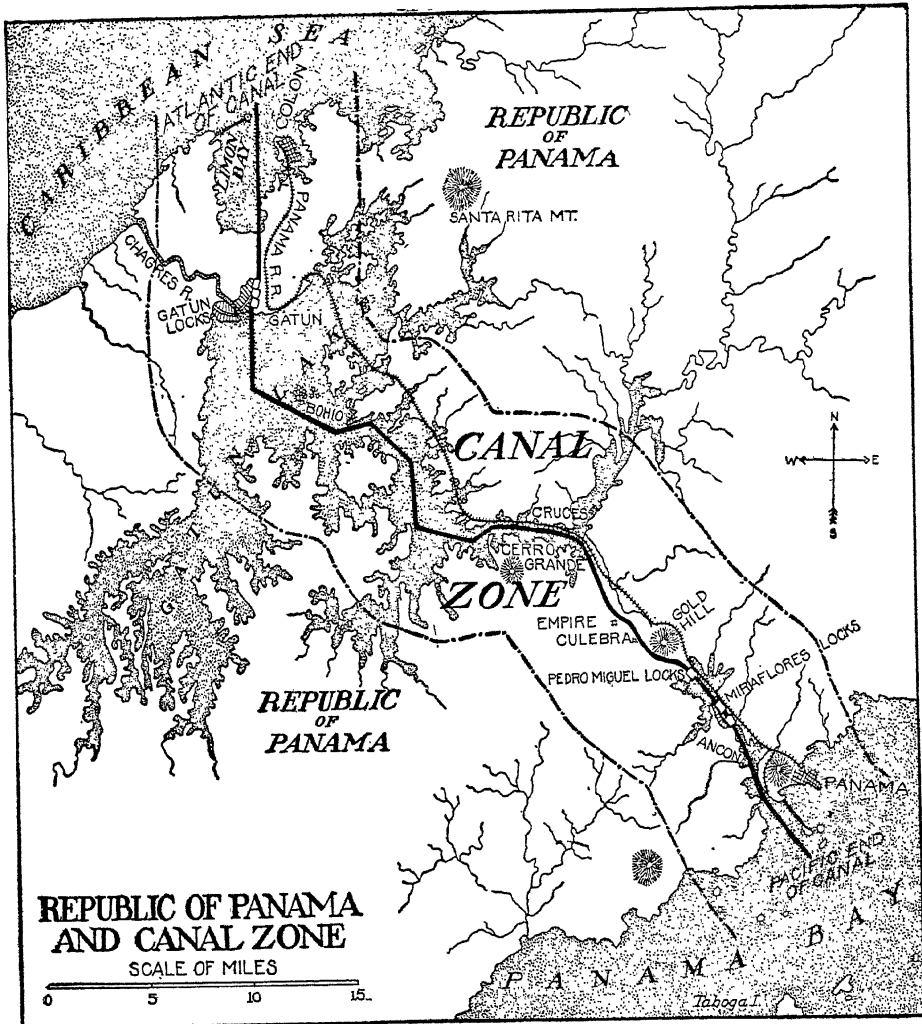 CARIBBEAN SEA
ATLANTIC END
OF CANAL
COLON
LIMON
BAY
PANAMA R.R.
REPUBLIC
OF
PANAMA
SANTA RITA MT.
CHAGRES R.
GATUN
LOCKS
GATUN
GATUN LAKE
BOHIO
CANAL
ZONE
N
W
E
S
CRUCES
CERRO
GRANDE
GOLD
HILL
EMPIRE
CULEBRA
PEDRO MIGUEL LOCKS
MIRAFLORES LOCKS
REPUBLIC
OF
PANAMA
ANCON
PANAMA
PACIFIC END
OF CANAL
PANAMA BAY
Taboga I.
REPUBLIC OF PANAMA
AND CANAL ZONE
SCALE OF MILES
0 5 10 15